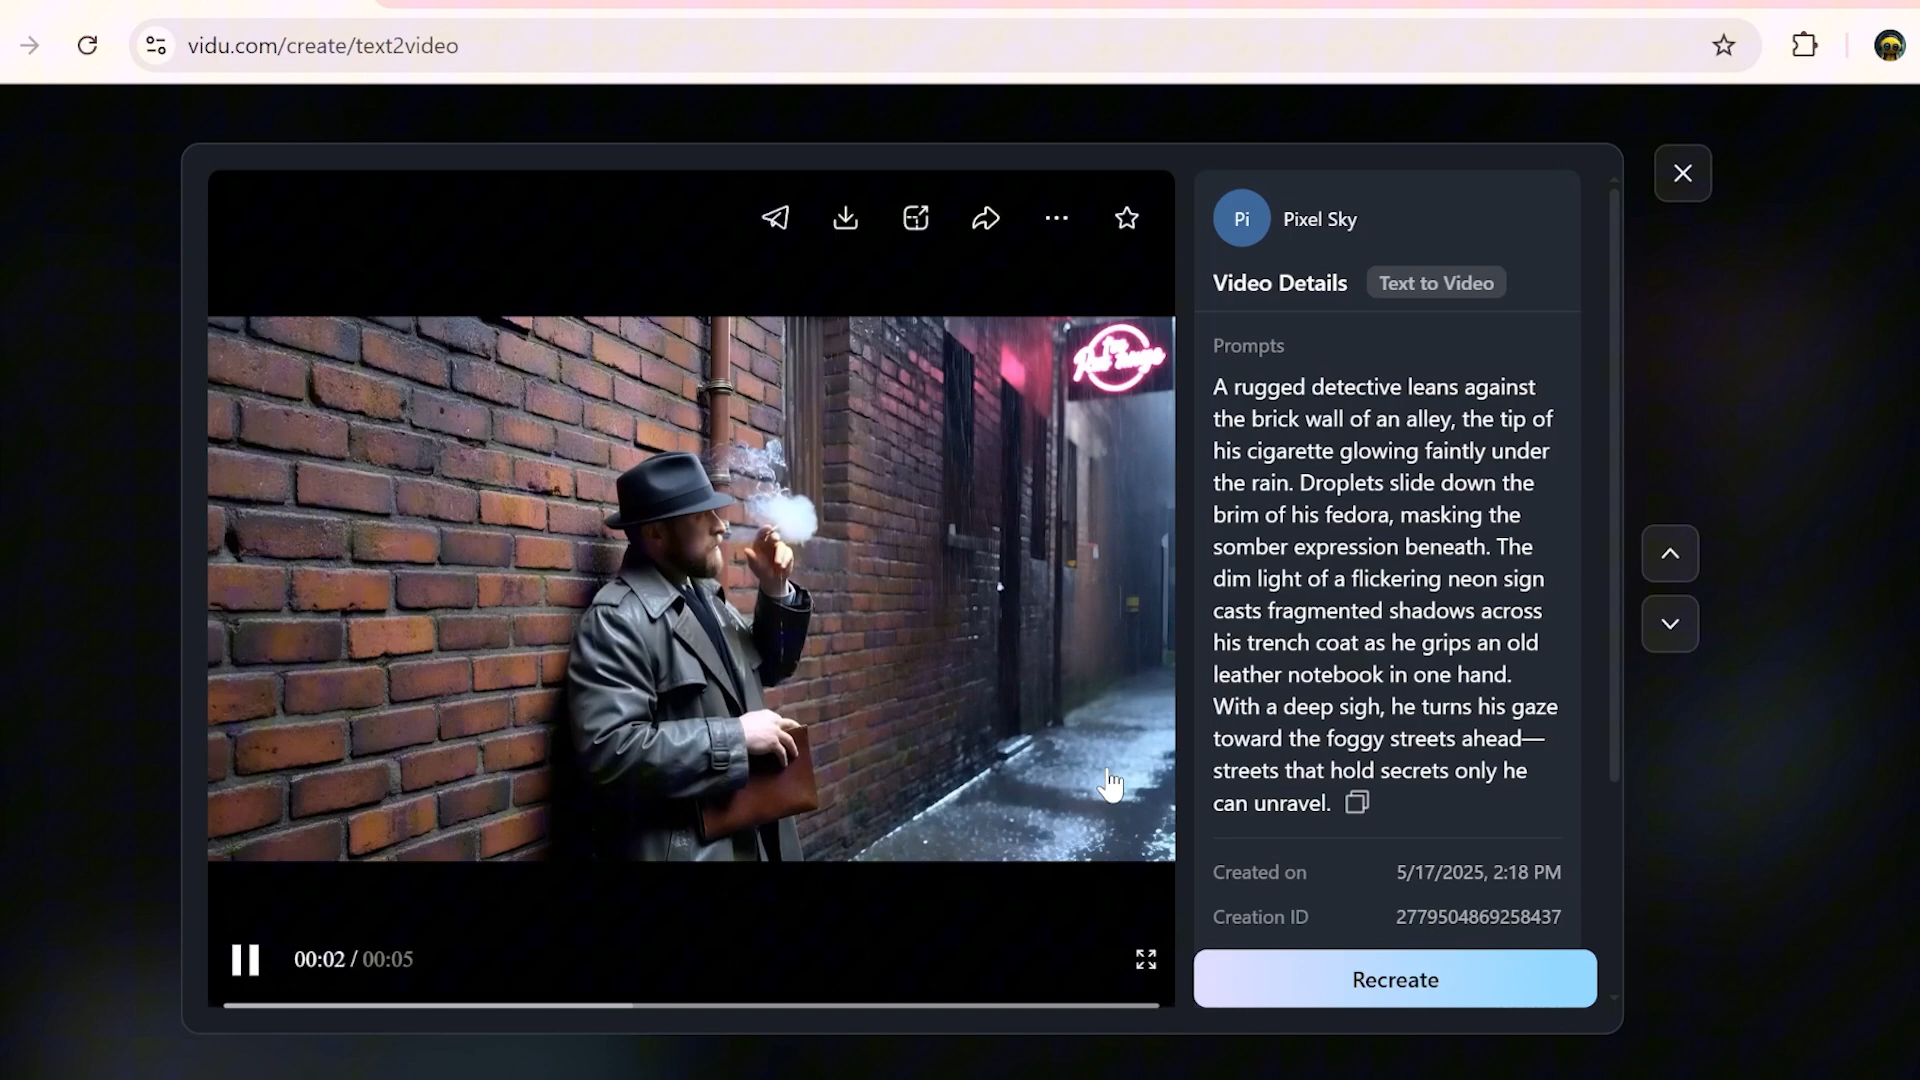 vidu.com/create/text2video
Pi
Pixel Sky
Video Details
Text to Video
Prompts
A rugged detective leans against
the brick wall of an alley, the tip of
his cigarette glowing faintly under
the rain. Droplets slide down the
brim of his fedora, masking the
somber expression beneath. The
dim light of a flickering neon sign
casts fragmented shadows across
his trench coat as he grips an old
leather notebook in one hand.
With a deep sigh, he turns his gaze
toward the foggy streets ahead—
streets that hold secrets only he
can unravel.
Created on 5/17/2025, 2:18 PM
Creation ID 2779504869258437
00:02 / 00:05
Recreate